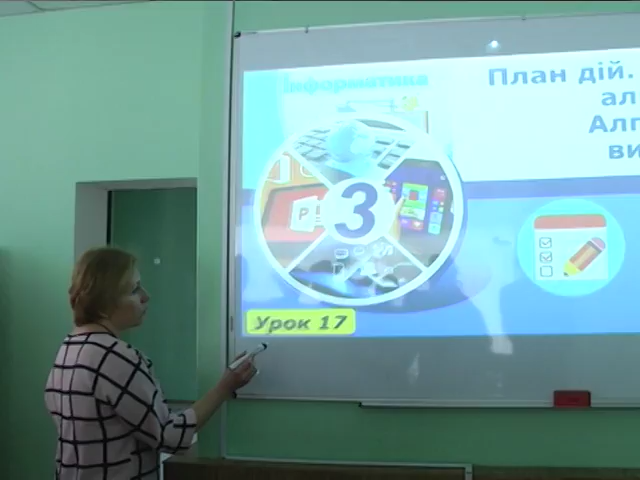 Інформатика
План дій.
ал
Алг
ви
3
P
Урок 17